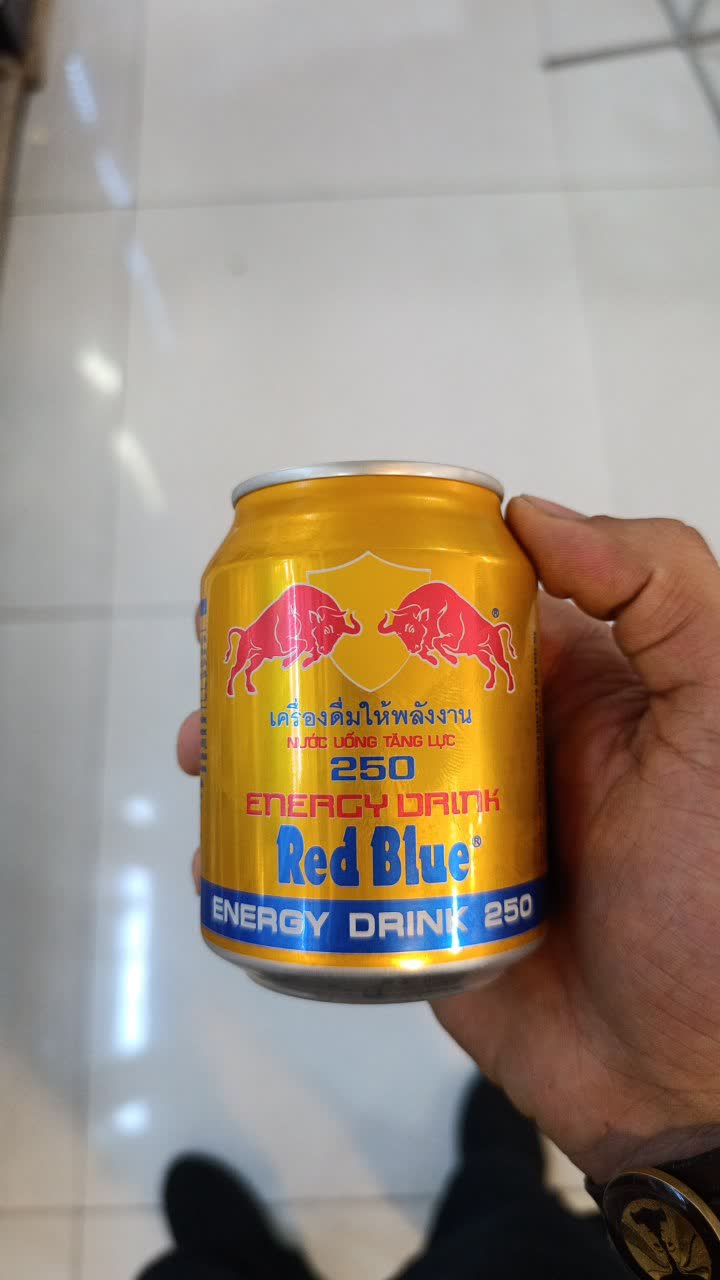 เครื่องดื่มให้พลังงาน
NƯỚC UỐNG TĂNG LỰC
250
ENERGY DRINK
Red Blue®
ENERGY DRINK 250